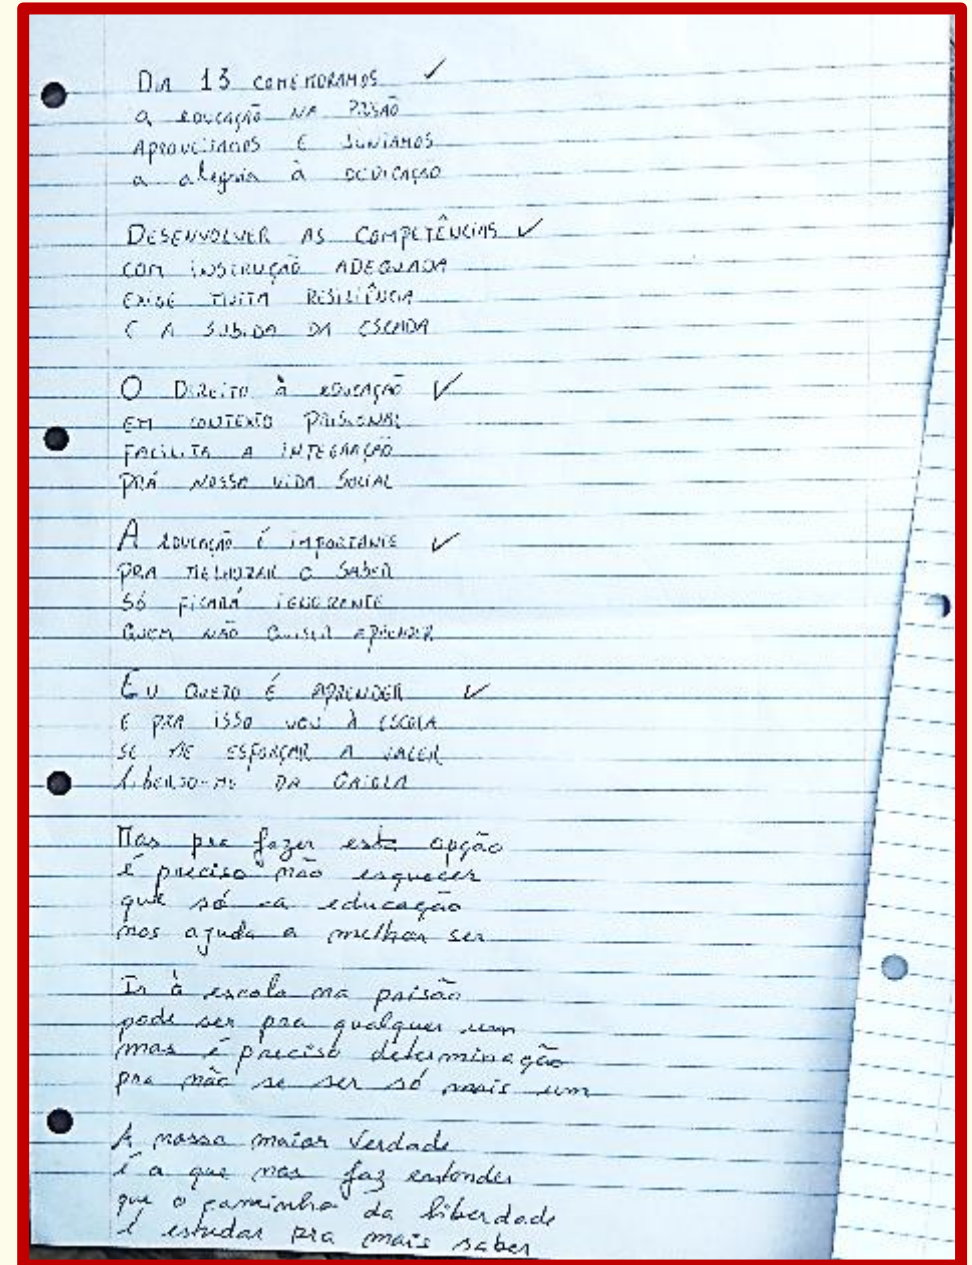 Dia 13 comemoramos ✓
a educação na prisão
aproveitamos e juntamos
a alegria à dedicação
Desenvolver as competências ✓
com instrução adequada
exige muita resiliência
e a subida da escada
O Direito à educação ✓
em contexto prisional
facilita a integração
prá nossa vida social
A educação é importante ✓
pra melhorar o saber
só ficará ignorente
quem não quiser aprender
Eu quero é aprender ✓
e pra isso vou à escola
se me esforçar a valer
liberto-me da gaiola
Mas pra fazer esta opção
é preciso não esquecer
que só a educação
nos ajuda a melhor ser
Ir à escola na prisão
pode ser pra qualquer um
mas é preciso determinação
pra não se ser só mais um
A nossa maior verdade
é a que nos faz entender
que o caminho da liberdade
é estudar pra mais saber